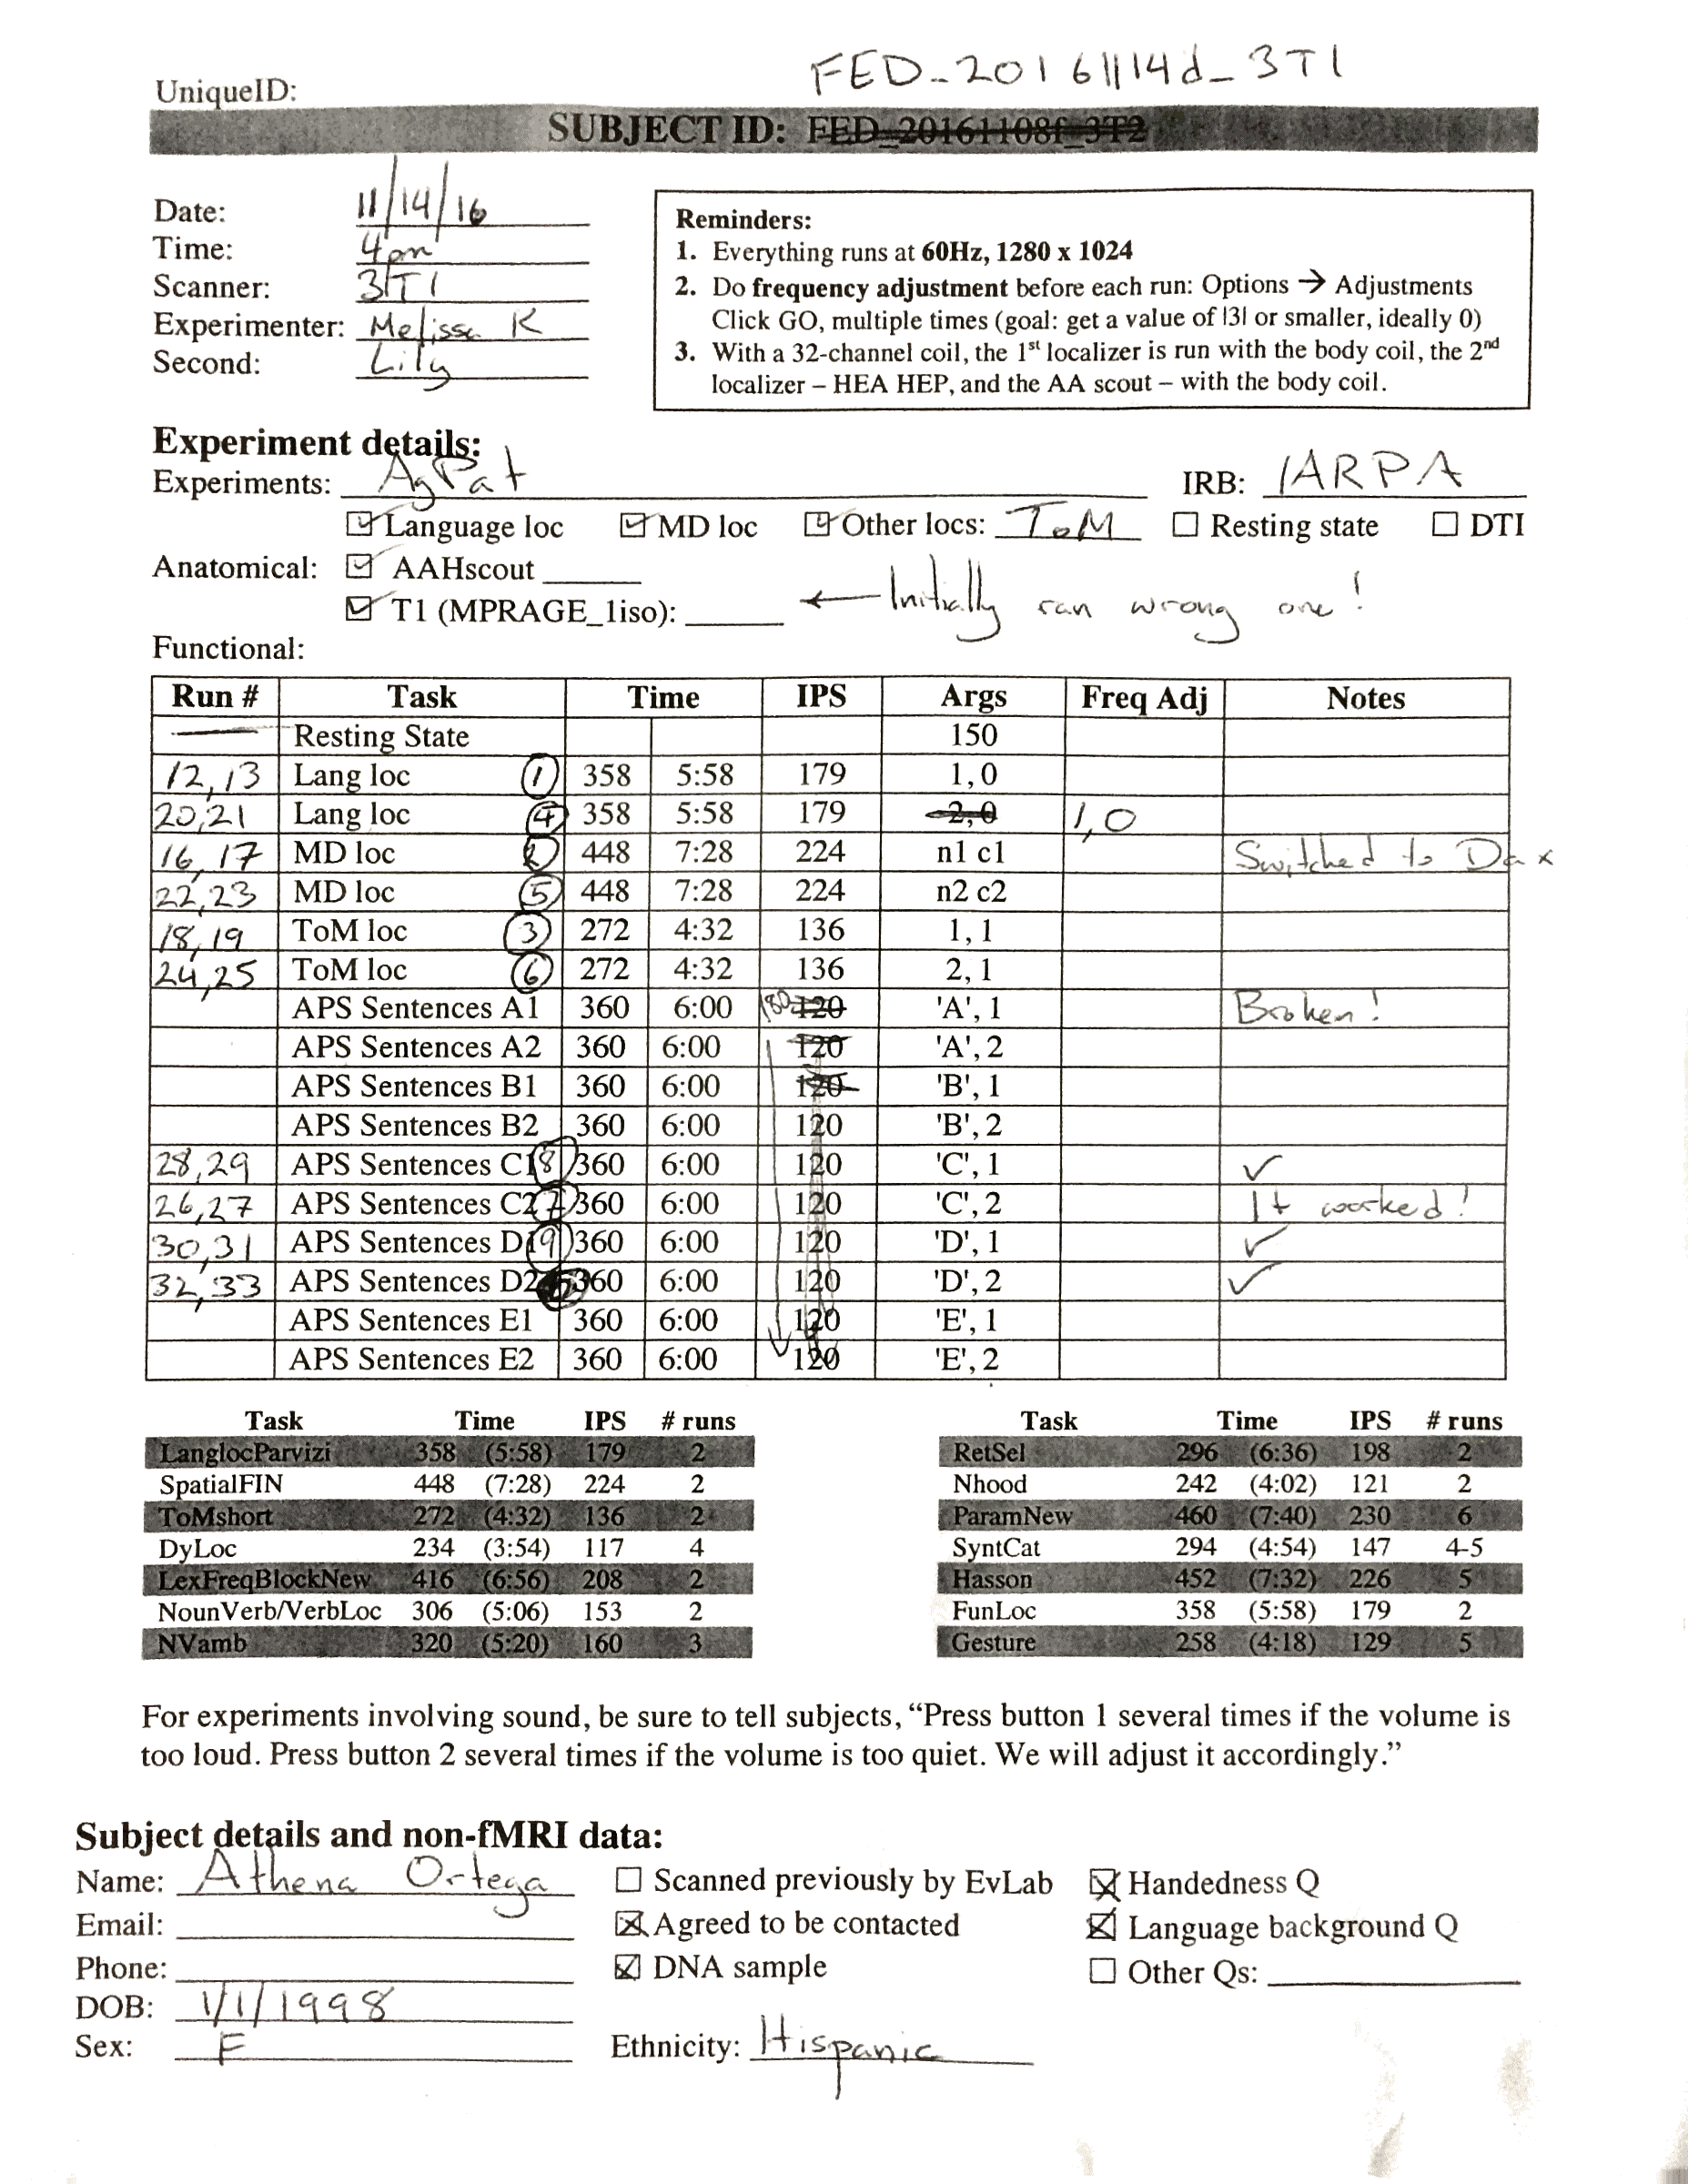 FED_20161114d_3T1
UniqueID:
SUBJECT ID: FED_20161108f_3T2
Date: 11/14/16
Time: 4pm
Scanner: 3T1
Experimenter: Melissa K
Second: Lily
Reminders:
1. Everything runs at 60Hz, 1280 x 1024
2. Do frequency adjustment before each run: Options → Adjustments
Click GO, multiple times (goal: get a value of |3| or smaller, ideally 0)
3. With a 32-channel coil, the 1st localizer is run with the body coil, the 2nd
localizer – HEA HEP, and the AA scout – with the body coil.
Experiment details:
Experiments: AgPat IRB: IARPA
☑ Language loc ☑ MD loc ☑ Other locs: ToM ☐ Resting state ☐ DTI
Anatomical: ☑ AAHscout
☑ T1 (MPRAGE_1iso): ← Initially ran wrong one!
Functional:
Run # Task Time IPS Args Freq Adj Notes
— Resting State 150
12,13 Lang loc 1 358 5:58 179 1,0
20,21 Lang loc 4 358 5:58 179 2,0 1,0
16,17 MD loc 2 448 7:28 224 n1 c1 Switched to Dax
22,23 MD loc 5 448 7:28 224 n2 c2
18,19 ToM loc 3 272 4:32 136 1, 1
24,25 ToM loc 6 272 4:32 136 2, 1
APS Sentences A1 360 6:00 180 120 'A', 1 Broken!
APS Sentences A2 360 6:00 120 'A', 2
APS Sentences B1 360 6:00 120 'B', 1
APS Sentences B2 360 6:00 120 'B', 2
28,29 APS Sentences C1 8 360 6:00 120 'C', 1 ✓
26,27 APS Sentences C2 7 360 6:00 120 'C', 2 It worked!
30,31 APS Sentences D1 9 360 6:00 120 'D', 1 ✓
32,33 APS Sentences D2 360 6:00 120 'D', 2 ✓
APS Sentences E1 360 6:00 120 'E', 1
APS Sentences E2 360 6:00 120 'E', 2
Task Time IPS # runs Task Time IPS # runs
LanglocParvizi 358 (5:58) 179 2 RetSel 296 (6:36) 198 2
SpatialFIN 448 (7:28) 224 2 Nhood 242 (4:02) 121 2
ToMshort 272 (4:32) 136 2 ParamNew 460 (7:40) 230 6
DyLoc 234 (3:54) 117 4 SyntCat 294 (4:54) 147 4-5
LexFreqBlockNew 416 (6:56) 208 2 Hasson 452 (7:32) 226 5
NounVerb/VerbLoc 306 (5:06) 153 2 FunLoc 358 (5:58) 179 2
NVamb 320 (5:20) 160 3 Gesture 258 (4:18) 129 5
For experiments involving sound, be sure to tell subjects, “Press button 1 several times if the volume is
too loud. Press button 2 several times if the volume is too quiet. We will adjust it accordingly.”
Subject details and non-fMRI data:
Name: Athena Ortega ☐ Scanned previously by EvLab ☒ Handedness Q
Email: ☒ Agreed to be contacted ☒ Language background Q
Phone: ☒ DNA sample ☐ Other Qs:
DOB: 1/1/1998
Sex: F Ethnicity: Hispanic